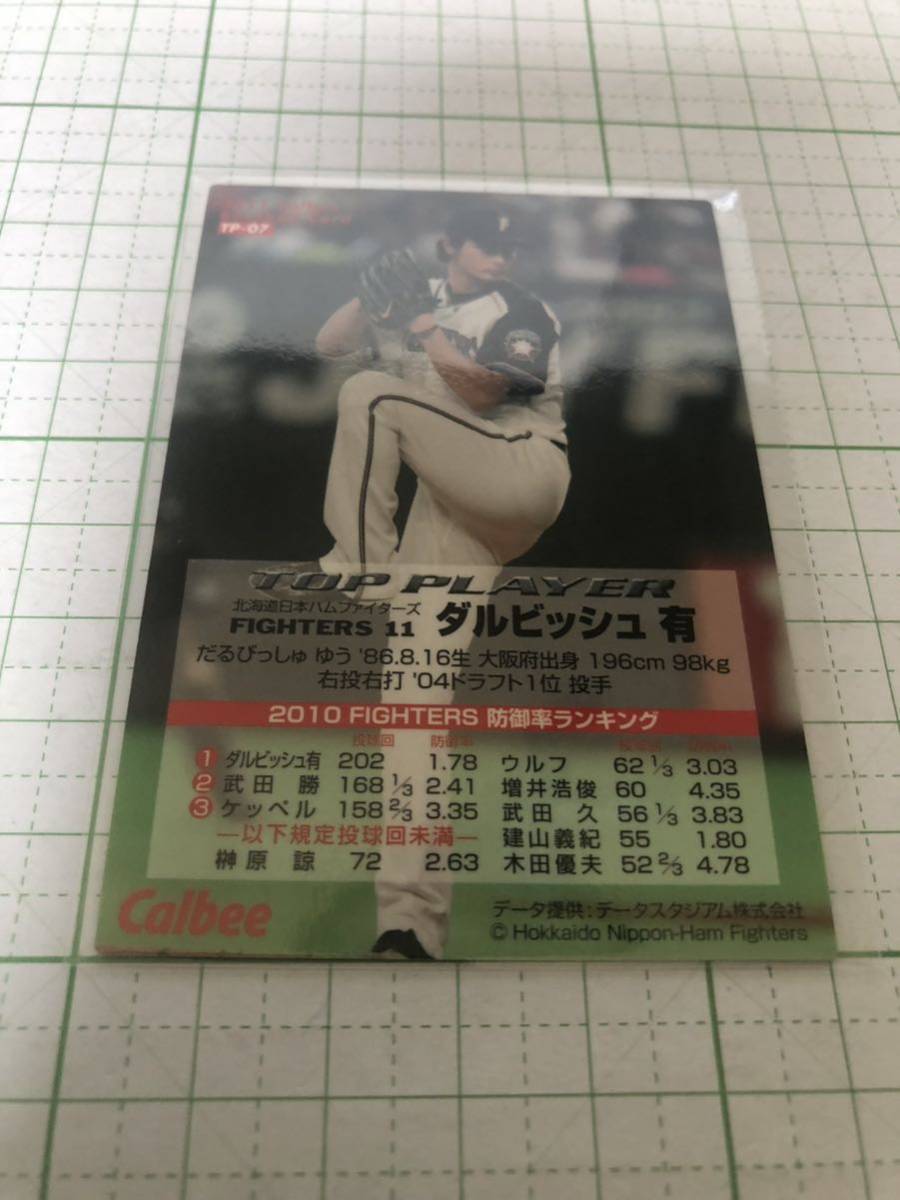 TP-07
TOP PLAYER
北海道日本ハムファイターズ
FIGHTERS 11 ダルビッシュ 有
だるびっしゅ ゆう '86.8.16生 大阪府出身 196cm 98kg
右投右打 '04ドラフト1位 投手
2010 FIGHTERS 防御率ランキング
投球回 防御率
1 ダルビッシュ有 202 1.78
2 武田 勝 168 1/3 2.41
3 ケッペル 158 2/3 3.35
―以下規定投球回未満―
榊原 諒 72 2.63
ウルフ 62 1/3 3.03
増井浩俊 60 4.35
武田 久 56 1/3 3.83
建山義紀 55 1.80
木田優夫 52 2/3 4.78
Calbee
データ提供:データスタジアム株式会社
© Hokkaido Nippon-Ham Fighters